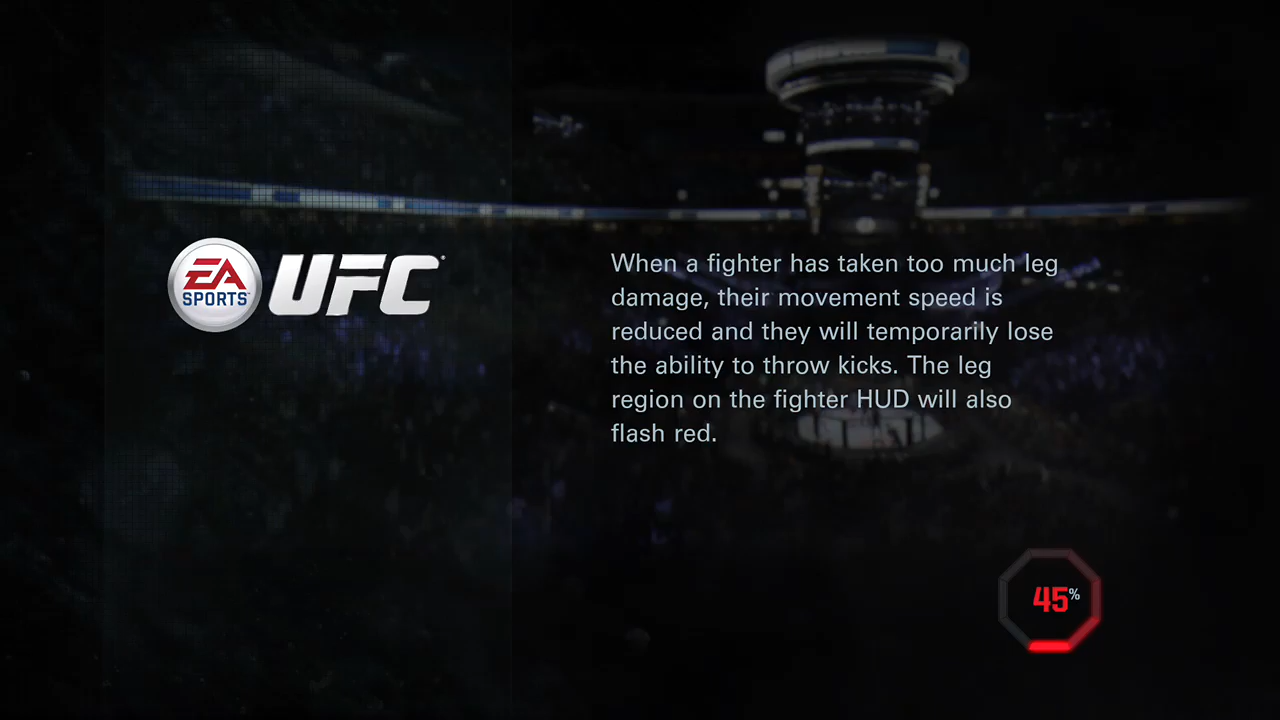 EA
SPORTS
UFC
When a fighter has taken too much leg
damage, their movement speed is
reduced and they will temporarily lose
the ability to throw kicks. The leg
region on the fighter HUD will also
flash red.
45%